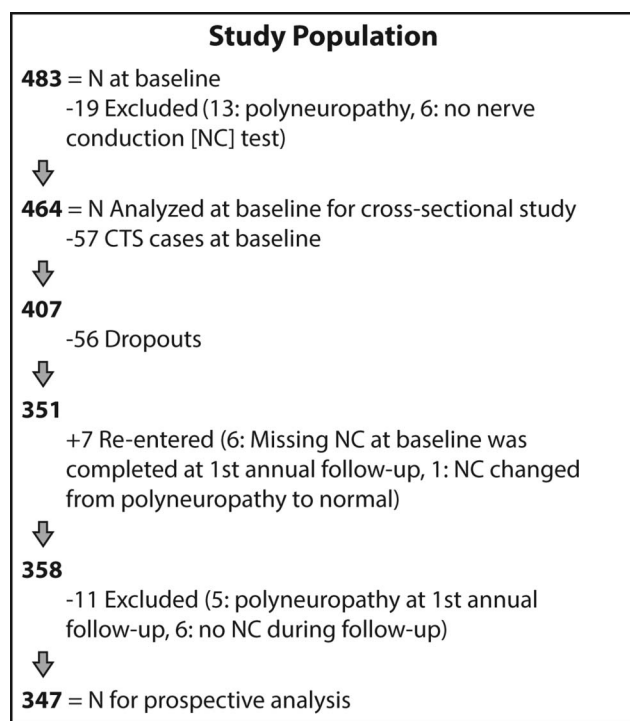 Study Population
483 = N at baseline
-19 Excluded (13: polyneuropathy, 6: no nerve
conduction [NC] test)
464 = N Analyzed at baseline for cross-sectional study
-57 CTS cases at baseline
407
-56 Dropouts
351
+7 Re-entered (6: Missing NC at baseline was
completed at 1st annual follow-up, 1: NC changed
from polyneuropathy to normal)
358
-11 Excluded (5: polyneuropathy at 1st annual
follow-up, 6: no NC during follow-up)
347 = N for prospective analysis